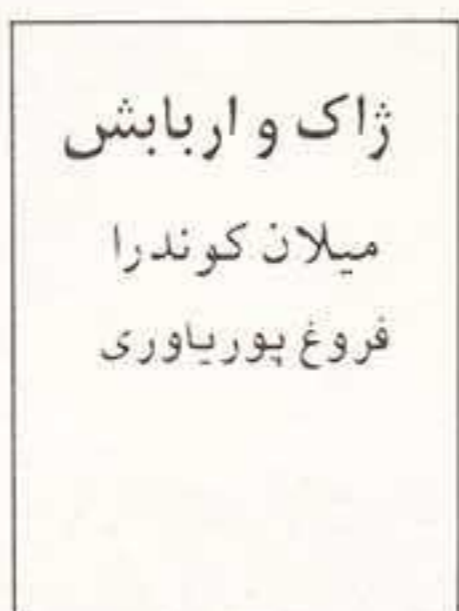 ژاک و اربابش
میلان کوندرا
فروغ پوریاوری